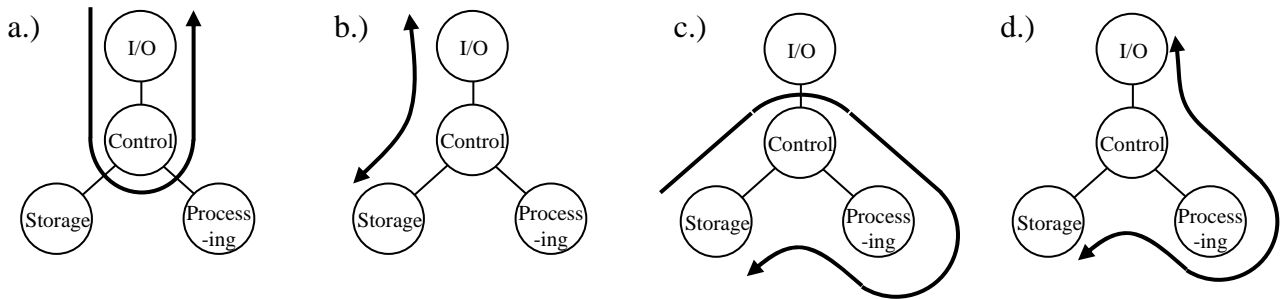 a.)
I/O
Control
Storage
Process
-ing
b.)
I/O
Control
Storage
Process
-ing
c.)
I/O
Control
Storage
Process
-ing
d.)
I/O
Control
Storage
Process
-ing